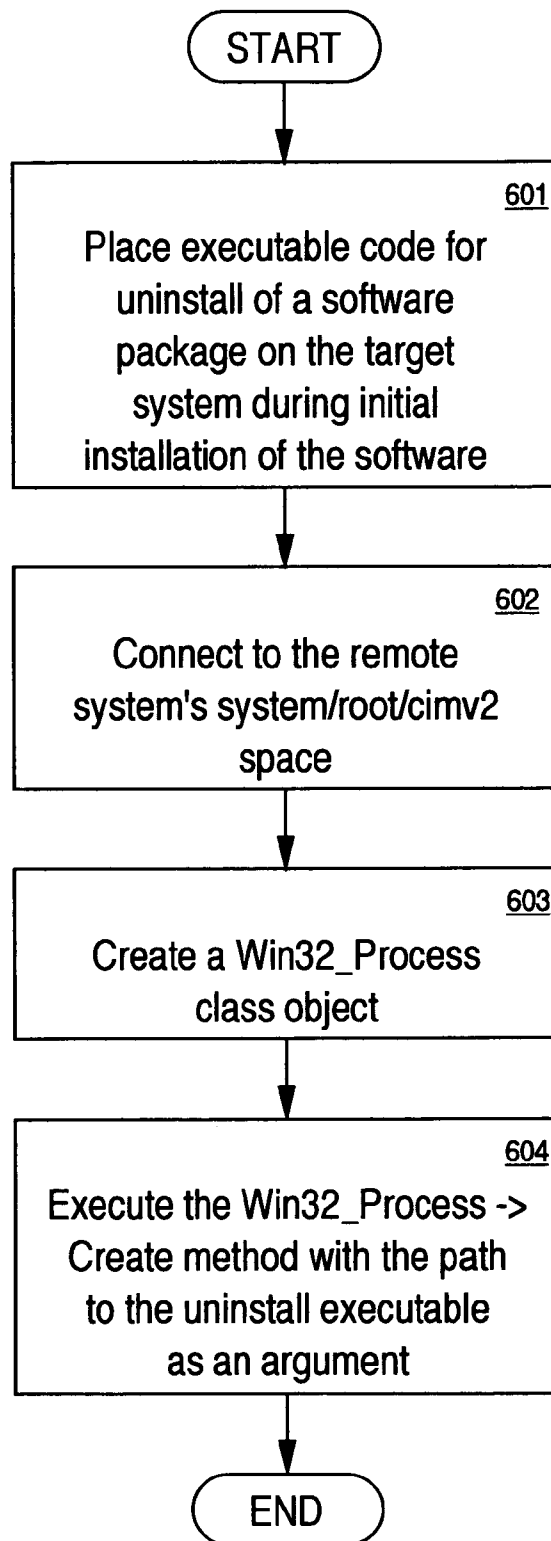 START
601
Place executable code for
uninstall of a software
package on the target
system during initial
installation of the software
602
Connect to the remote
system's system/root/cimv2
space
603
Create a Win32_Process
class object
604
Execute the Win32_Process ->
Create method with the path
to the uninstall executable
as an argument
END